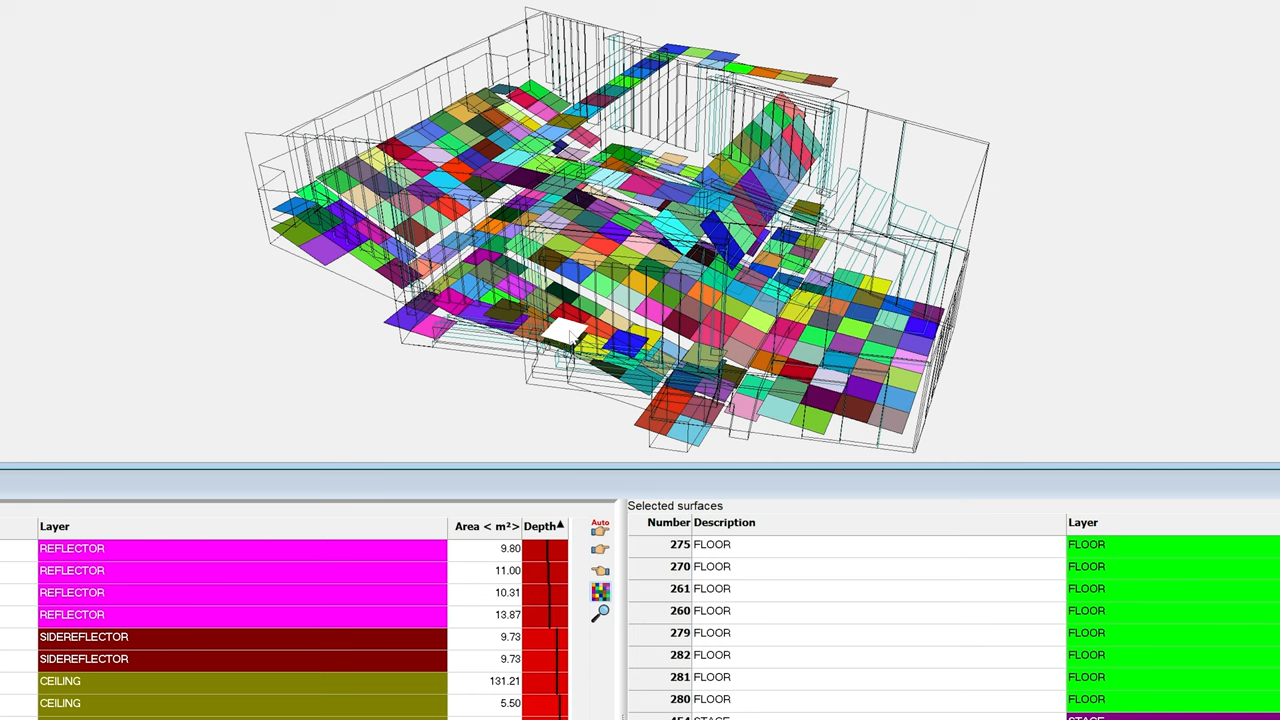 Layer Area < m²> Depth
REFLECTOR 9.80
REFLECTOR 11.00
REFLECTOR 10.31
REFLECTOR 13.87
SIDEREFLECTOR 9.73
SIDEREFLECTOR 9.73
CEILING 131.21
CEILING 5.50
Auto
Selected surfaces
Number Description Layer
275 FLOOR FLOOR
270 FLOOR FLOOR
261 FLOOR FLOOR
260 FLOOR FLOOR
279 FLOOR FLOOR
282 FLOOR FLOOR
281 FLOOR FLOOR
280 FLOOR FLOOR
454 STAGE STAGE